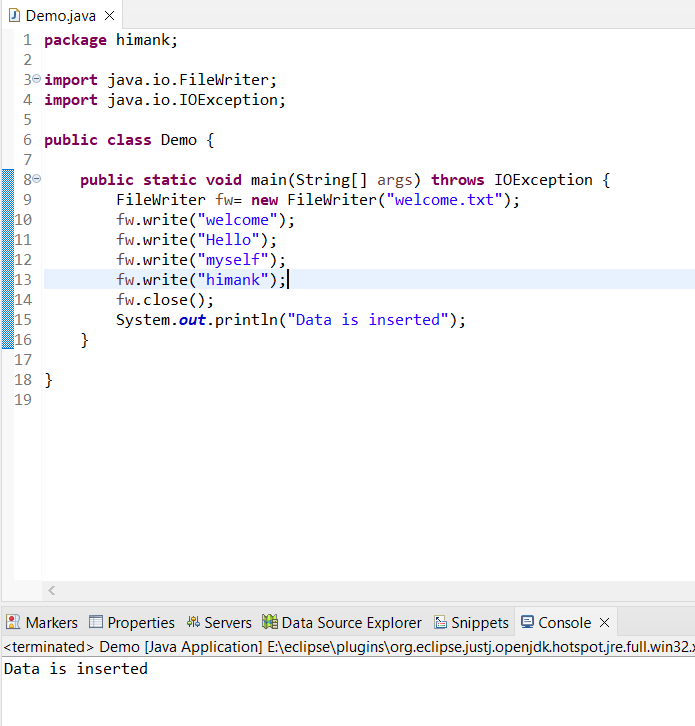 Demo.java
1 package himank;
2
3 import java.io.FileWriter;
4 import java.io.IOException;
5
6 public class Demo {
7
8     public static void main(String[] args) throws IOException {
9         FileWriter fw= new FileWriter("welcome.txt");
10         fw.write("welcome");
11         fw.write("Hello");
12         fw.write("myself");
13         fw.write("himank");
14         fw.close();
15         System.out.println("Data is inserted");
16     }
17
18 }
19
Markers Properties Servers Data Source Explorer Snippets Console
<terminated> Demo [Java Application] E:\eclipse\plugins\org.eclipse.justj.openjdk.hotspot.jre.full.win32.x
Data is inserted